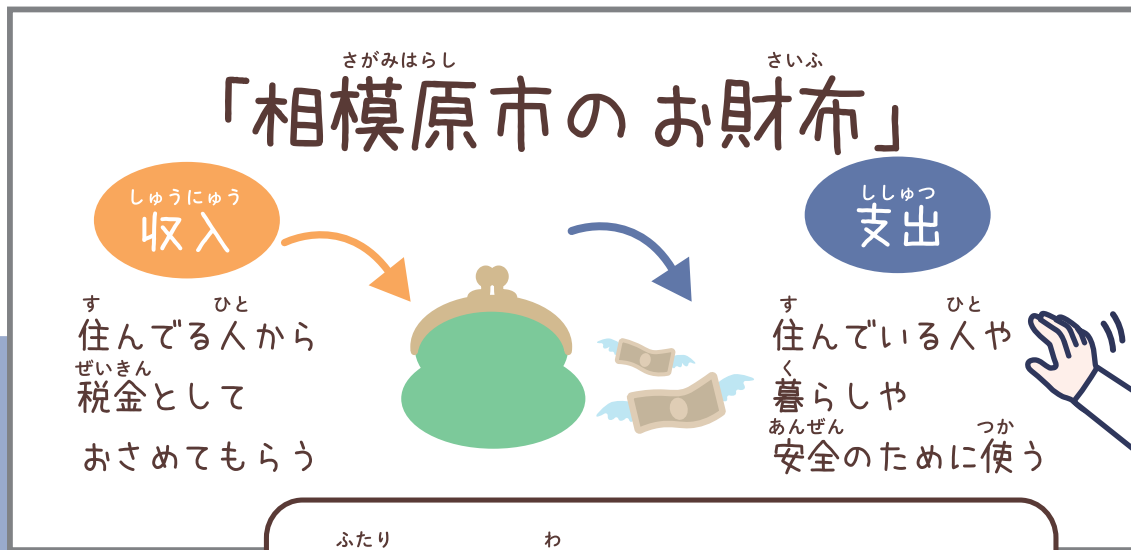 さがみはらし さいふ
「相模原市の お財布」
しゅうにゅう
収入
ししゅつ
支出
す ひと
住んでる人から
ぜいきん
税金として
おさめてもらう
す ひと
住んでいる人や
く
暮らしや
あんぜん つか
安全のために使う
ふたり わ